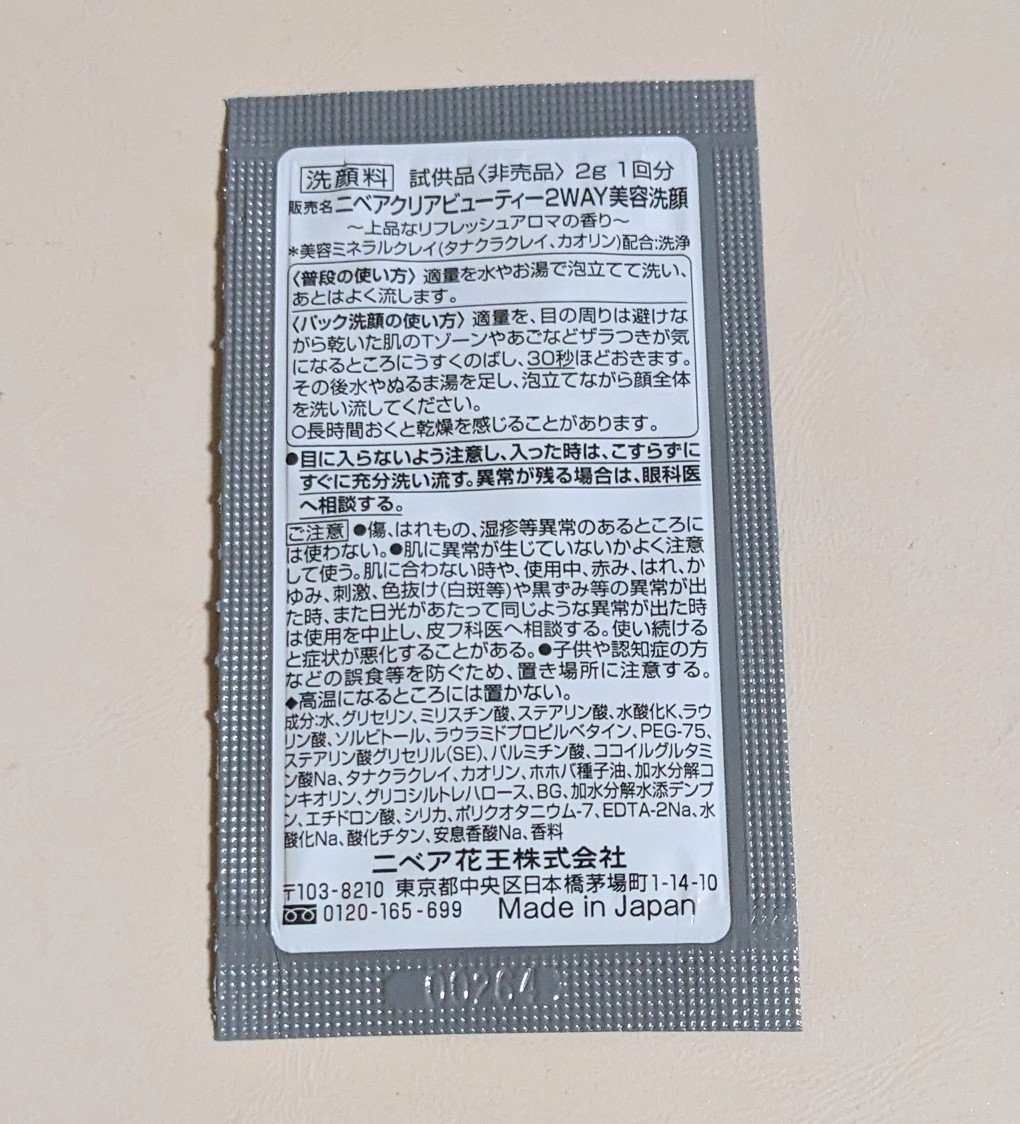 洗顔料 試供品〈非売品〉 2g 1回分
販売名ニベアクリアビューティー2WAY美容洗顔
～上品なリフレッシュアロマの香り～
*美容ミネラルクレイ(タナクラクレイ、カオリン)配合:洗浄
〈普段の使い方〉適量を水やお湯で泡立てて洗い、
あとはよく流します。
〈パック洗顔の使い方〉適量を、目の周りは避けな
がら乾いた肌のTゾーンやあごなどザラつきが気
になるところにうすくのばし、30秒ほどおきます。
その後水やぬるま湯を足し、泡立てながら顔全体
を洗い流してください。
○長時間おくと乾燥を感じることがあります。
●目に入らないよう注意し、入った時は、こすらずに
すぐに充分洗い流す。異常が残る場合は、眼科医
へ相談する。
ご注意 ●傷、はれもの、湿疹等異常のあるところに
は使わない。●肌に異常が生じていないかよく注意
して使う。肌に合わない時や、使用中、赤み、はれ、か
ゆみ、刺激、色抜け(白斑等)や黒ずみ等の異常が出
た時、また日光があたって同じような異常が出た時
は使用を中止し、皮フ科医へ相談する。使い続ける
と症状が悪化することがある。●子供や認知症の方
などの誤食等を防ぐため、置き場所に注意する。
◆高温になるところには置かない。
成分:水、グリセリン、ミリスチン酸、ステアリン酸、水酸化K、ラウ
リン酸、ソルビトール、ラウラミドプロピルベタイン、PEG-75、
ステアリン酸グリセリル(SE)、パルミチン酸、ココイルグルタミ
ン酸Na、タナクラクレイ、カオリン、ホホバ種子油、加水分解コ
ンキオリン、グリコシルトレハロース、BG、加水分解水添デンプ
ン、エチドロン酸、シリカ、ポリクオタニウム-7、EDTA-2Na、水
酸化Na、酸化チタン、安息香酸Na、香料
ニベア花王株式会社
〒103-8210 東京都中央区日本橋茅場町1-14-10
0120-165-699 Made in Japan
00264